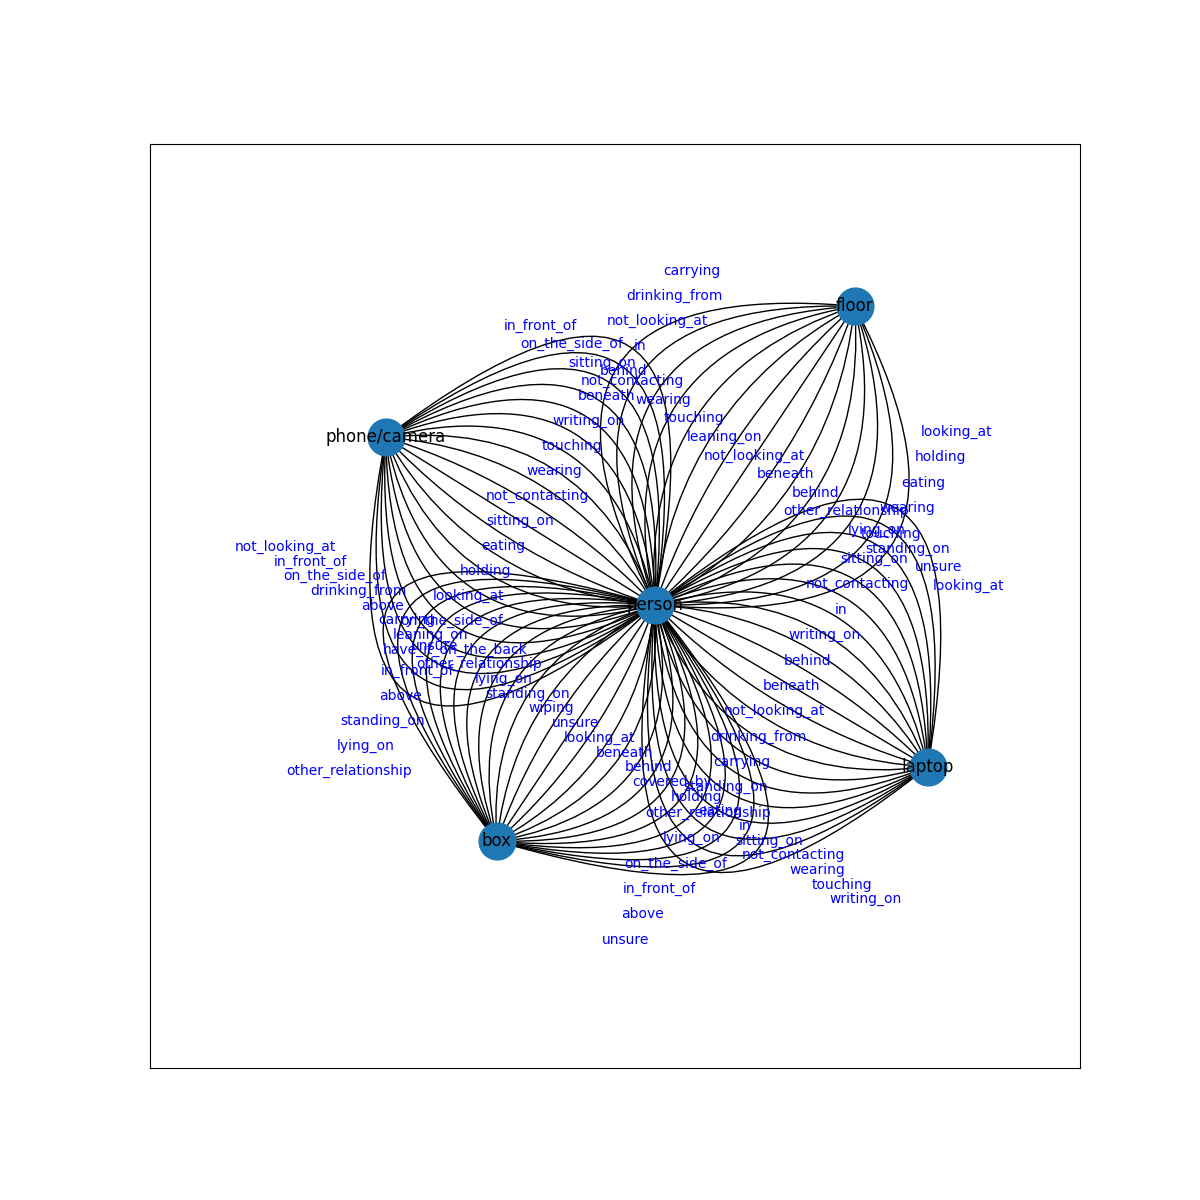 carrying
drinking_from
floor
not_looking_at
in_front_of
on_the_side_of
in
sitting_on
behind
not_contacting
beneath
wearing
writing_on
touching
looking_at
phone/camera
leaning_on
touching
not_looking_at
holding
wearing
beneath
eating
not_contacting
behind
wearing
other_relationship
sitting_on
lying_on
touching
eating
not_looking_at
standing_on
in_front_of
sitting_on
unsure
holding
on_the_side_of
not_contacting
looking_at
drinking_from
looking_at
above
person
in
carrying
on_the_side_of
leaning_on
writing_on
unsure
have_it_on_the_back
other_relationship
behind
in_front_of
lying_on
beneath
above
standing_on
wiping
not_looking_at
standing_on
unsure
looking_at
drinking_from
lying_on
beneath
carrying
other_relationship
behind
laptop
covered_by
standing_on
holding
eating
other_relationship
in
box
lying_on
sitting_on
not_contacting
on_the_side_of
wearing
in_front_of
touching
writing_on
above
unsure